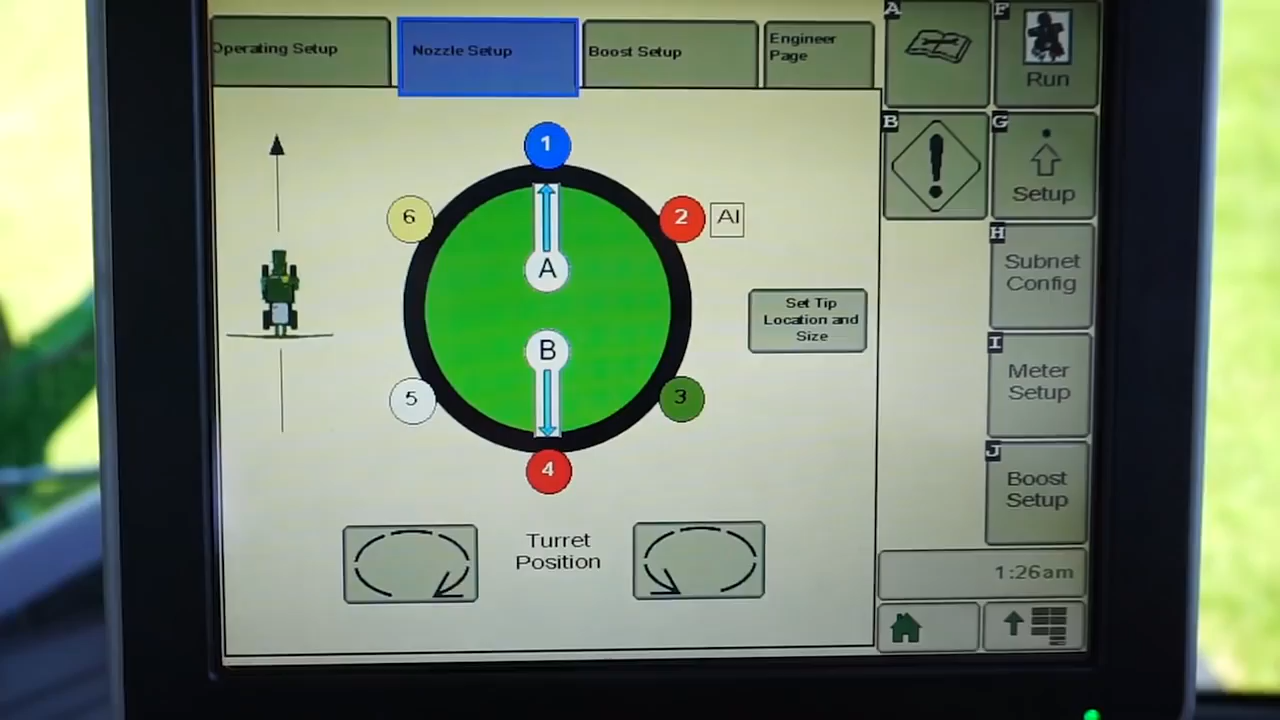 Operating Setup
Nozzle Setup
Boost Setup
Engineer
Page
A
F
Run
B
G
Setup
H
Subnet
Config
I
Meter
Setup
J
Boost
Setup
1
6
2
AI
A
Set Tip
Location and
Size
B
5
3
4
Turret
Position
1:26am